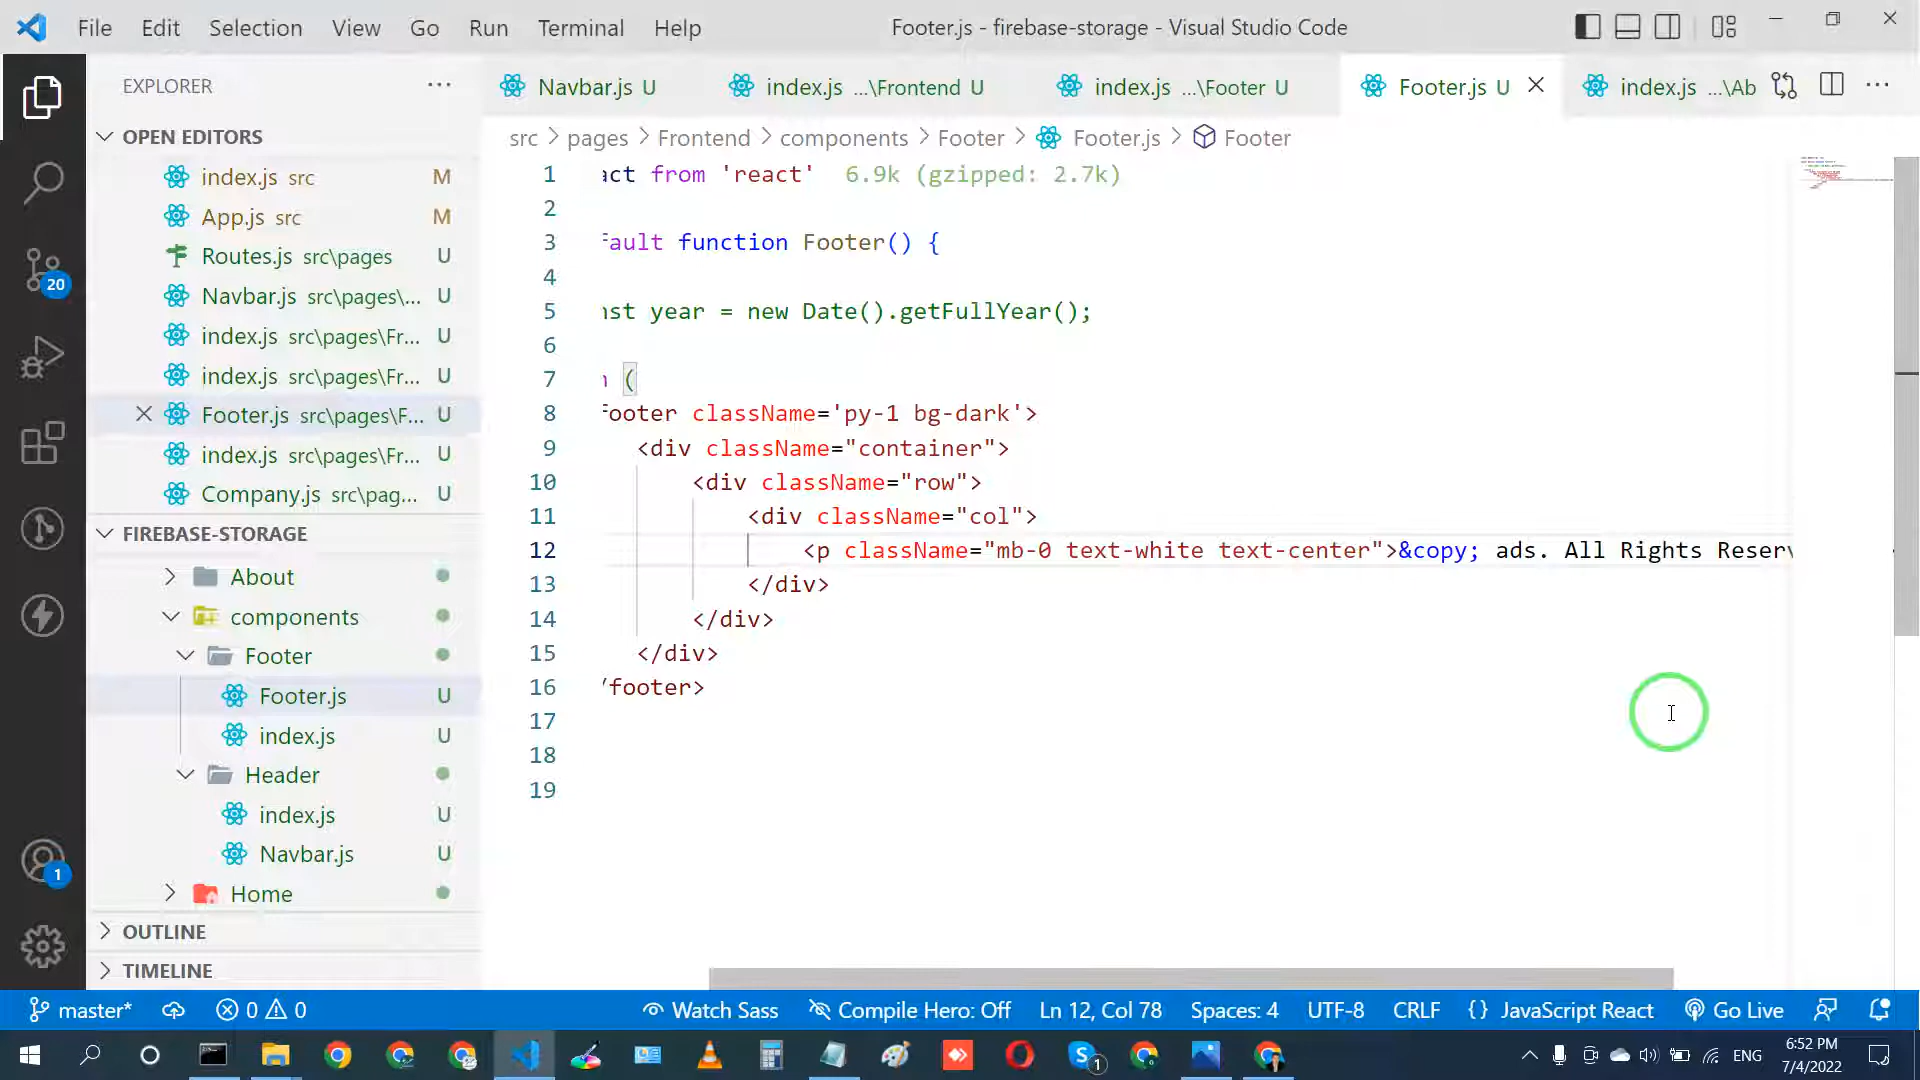 File Edit Selection View Go Run Terminal Help
Footer.js - firebase-storage - Visual Studio Code
EXPLORER
OPEN EDITORS
index.js src M
App.js src M
Routes.js src\pages U
Navbar.js src\pages\... U
index.js src\pages\Fr... U
index.js src\pages\Fr... U
Footer.js src\pages\F... U
index.js src\pages\Fr... U
Company.js src\pag... U
FIREBASE-STORAGE
About
components
Footer
Footer.js U
index.js U
Header
index.js U
Navbar.js U
Home
OUTLINE
TIMELINE
20
1
Navbar.js U index.js ...\Frontend U index.js ...\Footer U Footer.js U index.js ...\Ab
src > pages > Frontend > components > Footer > Footer.js > Footer
1 act from 'react' 6.9k (gzipped: 2.7k)
2
3 fault function Footer() {
4
5 nst year = new Date().getFullYear();
6
7 n (
8 footer className='py-1 bg-dark'>
9 <div className="container">
10 <div className="row">
11 <div className="col">
12 <p className="mb-0 text-white text-center">&copy; ads. All Rights Reserv
13 </div>
14 </div>
15 </div>
16 /footer>
17
18
19
master* 0 0 Watch Sass Compile Hero: Off Ln 12, Col 78 Spaces: 4 UTF-8 CRLF {} JavaScript React Go Live
1
ENG
6:52 PM
7/4/2022